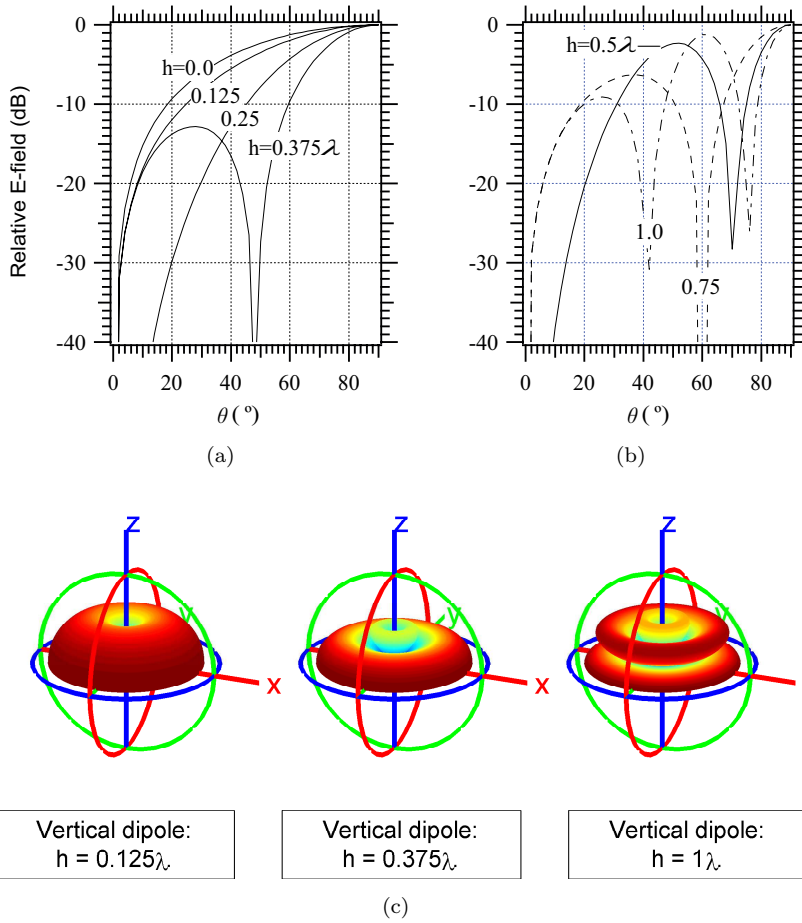 Relative E-field (dB)
0
-10
-20
-30
-40
h=0.0
0.125
0.25
h=0.375λ
0 20 40 60 80
θ ( º)
(a)
0
-10
-20
-30
-40
h=0.5λ
1.0
0.75
0 20 40 60 80
θ ( º)
(b)
z
y
x
z
y
x
z
Vertical dipole:
h = 0.125λ
Vertical dipole:
h = 0.375λ
Vertical dipole:
h = 1λ
(c)